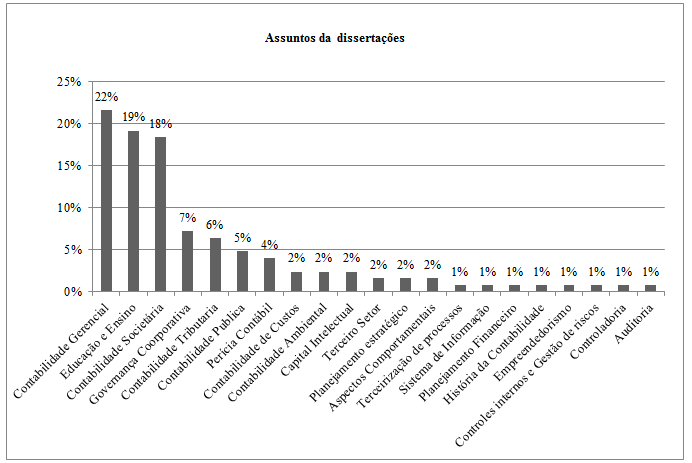 Assuntos da dissertações
25%
20%
15%
10%
5%
0%
22%
19%
18%
7%
6%
5%
4%
2%
2%
2%
2%
2%
2%
1%
1%
1%
1%
1%
1%
1%
1%
Contabilidade Gerencial
Educação e Ensino
Contabilidade Societária
Governança Coorporativa
Contabilidade Tributaria
Contabilidade Publica
Perícia Contábil
Contabilidade de Custos
Contabilidade Ambiental
Capital Intelectual
Terceiro Setor
Planejamento estratégico
Aspectos Comportamentais
Terceirização de processos
Sistema de Informação
Planejamento Financeiro
História da Contabilidade
Empreendedorismo
Controles internos e Gestão de riscos
Controladoria
Auditoria